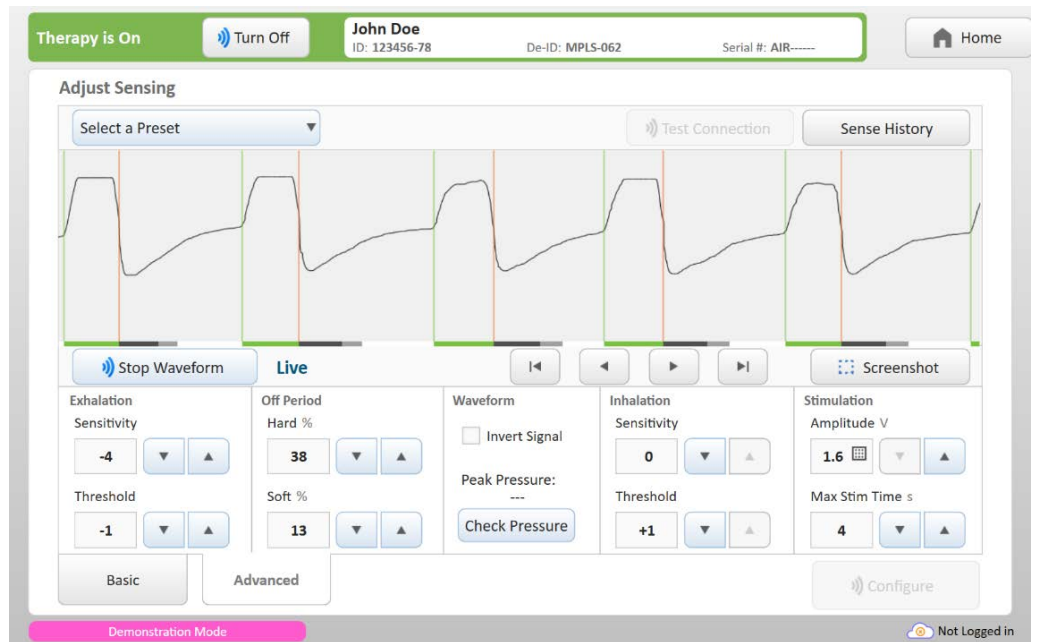 Therapy is On
Turn Off
John Doe
ID: 123456-78 De-ID: MPLS-062 Serial #: AIR------
Home
Adjust Sensing
Select a Preset
Test Connection
Sense History
Stop Waveform
Live
Screenshot
Exhalation
Sensitivity
-4
Threshold
-1
Off Period
Hard %
38
Soft %
13
Waveform
Invert Signal
Peak Pressure:
---
Check Pressure
Inhalation
Sensitivity
0
Threshold
+1
Stimulation
Amplitude V
1.6
Max Stim Time s
4
Basic
Advanced
Configure
Demonstration Mode
Not Logged in